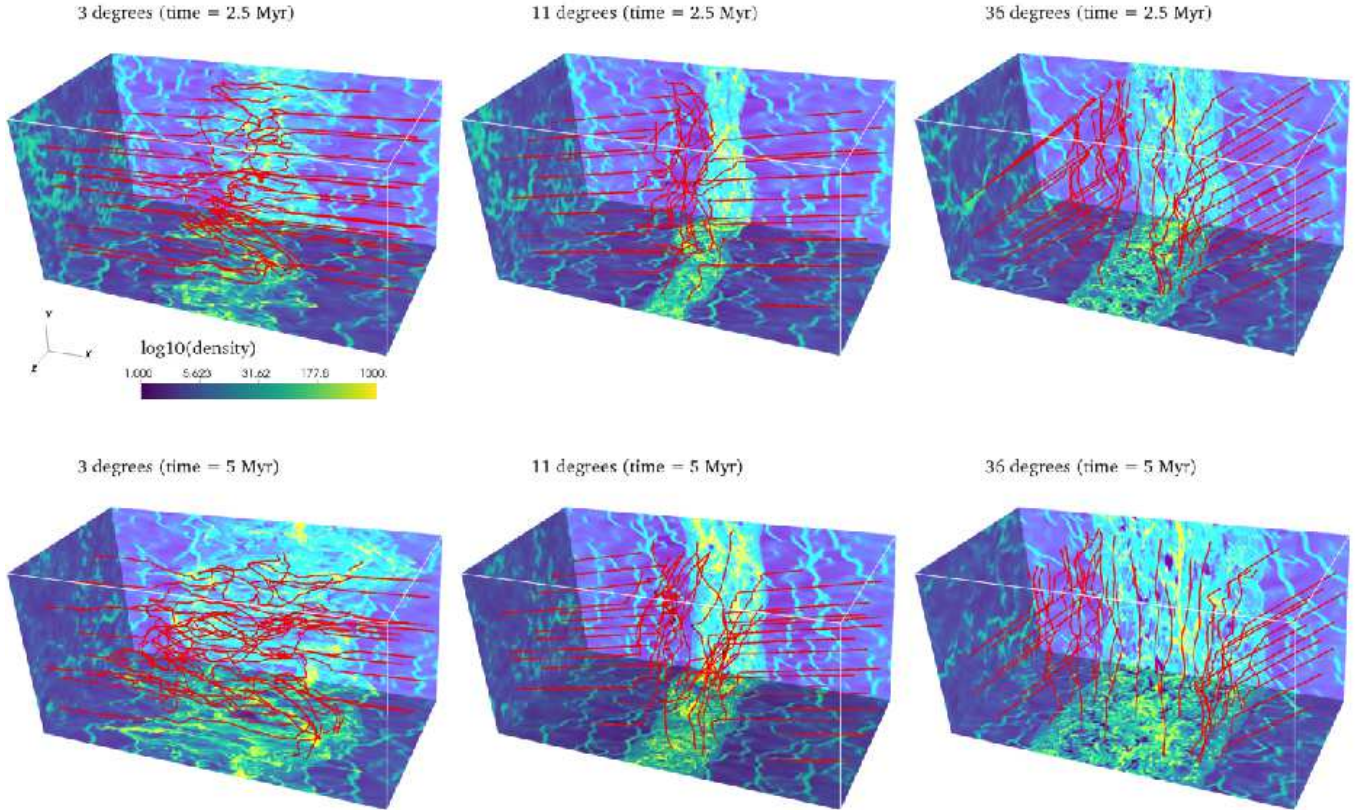 3 degrees (time = 2.5 Myr)
11 degrees (time = 2.5 Myr)
36 degrees (time = 2.5 Myr)
Y
X
Z
log10(density)
1.000 5.623 31.62 177.8 1000.
3 degrees (time = 5 Myr)
11 degrees (time = 5 Myr)
36 degrees (time = 5 Myr)